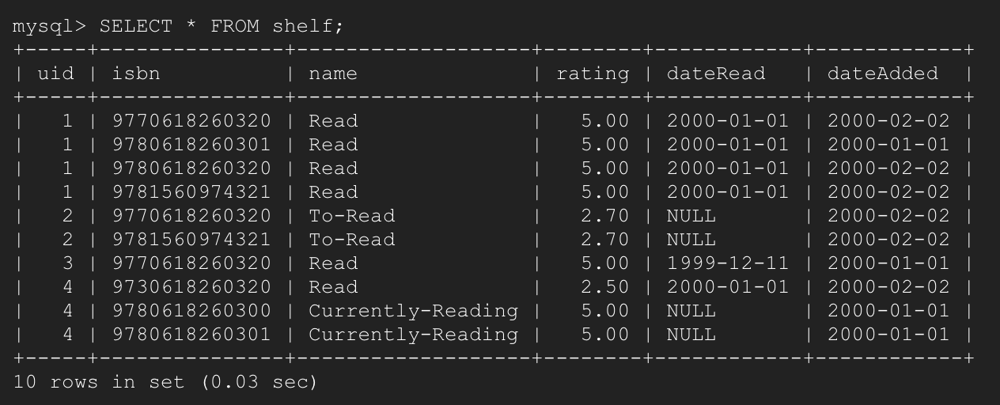 mysql> SELECT * FROM shelf;
+-----+---------------+-------------------+--------+------------+------------+
| uid | isbn          | name              | rating | dateRead   | dateAdded  |
+-----+---------------+-------------------+--------+------------+------------+
|   1 | 9770618260320 | Read              |   5.00 | 2000-01-01 | 2000-02-02 |
|   1 | 9780618260301 | Read              |   5.00 | 2000-01-01 | 2000-01-01 |
|   1 | 9780618260320 | Read              |   5.00 | 2000-01-01 | 2000-02-02 |
|   1 | 9781560974321 | Read              |   5.00 | 2000-01-01 | 2000-02-02 |
|   2 | 9770618260320 | To-Read           |   2.70 | NULL       | 2000-02-02 |
|   2 | 9781560974321 | To-Read           |   2.70 | NULL       | 2000-02-02 |
|   3 | 9770618260320 | Read              |   5.00 | 1999-12-11 | 2000-01-01 |
|   4 | 9730618260320 | Read              |   2.50 | 2000-01-01 | 2000-02-02 |
|   4 | 9780618260300 | Currently-Reading |   5.00 | NULL       | 2000-01-01 |
|   4 | 9780618260301 | Currently-Reading |   5.00 | NULL       | 2000-01-01 |
+-----+---------------+-------------------+--------+------------+------------+
10 rows in set (0.03 sec)